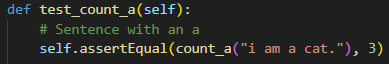 def test_count_a(self):
    # Sentence with an a
    self.assertEqual(count_a("i am a cat."), 3)